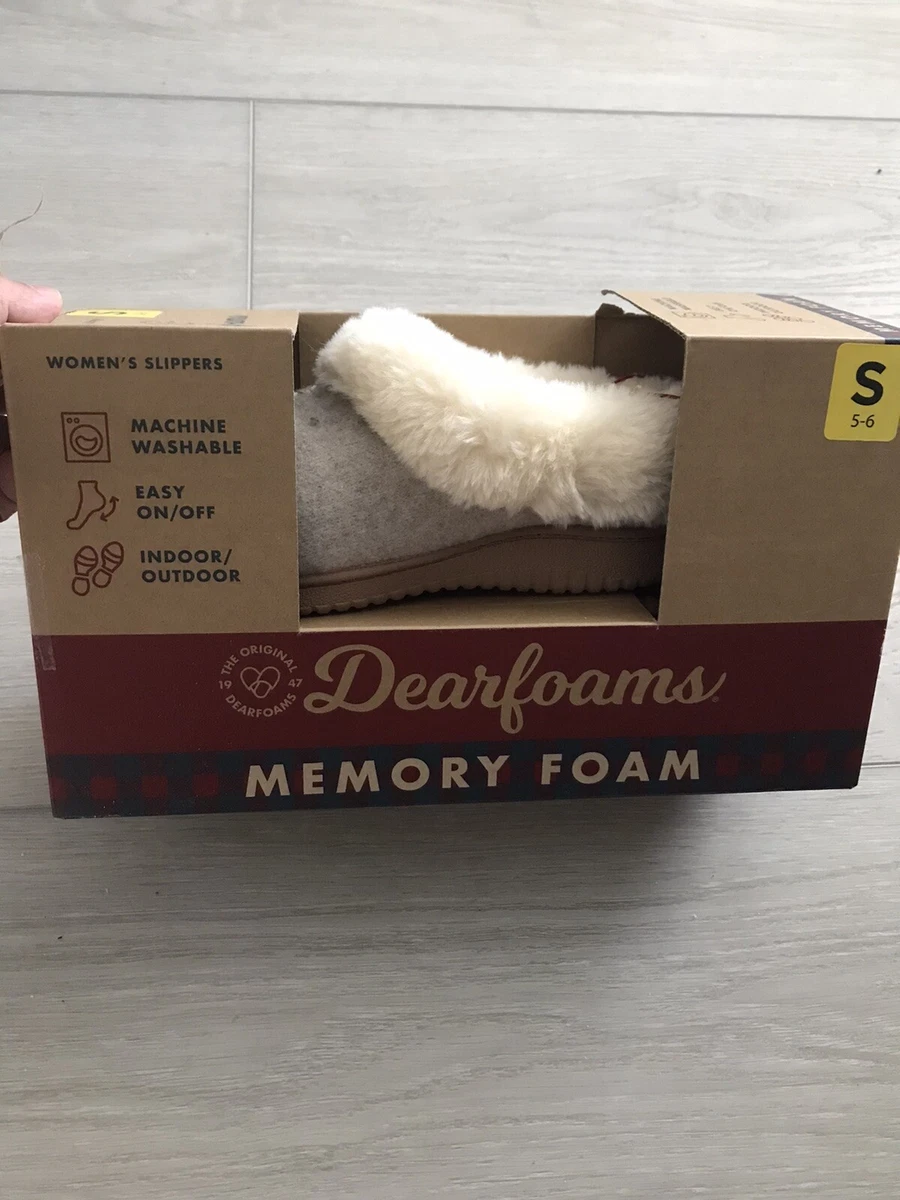 WOMEN'S SLIPPERS
MACHINE
WASHABLE
EASY
ON/OFF
INDOOR/
OUTDOOR
S
5-6
THE ORIGINAL
19 47
DEARFOAMS
Dearfoams
MEMORY FOAM